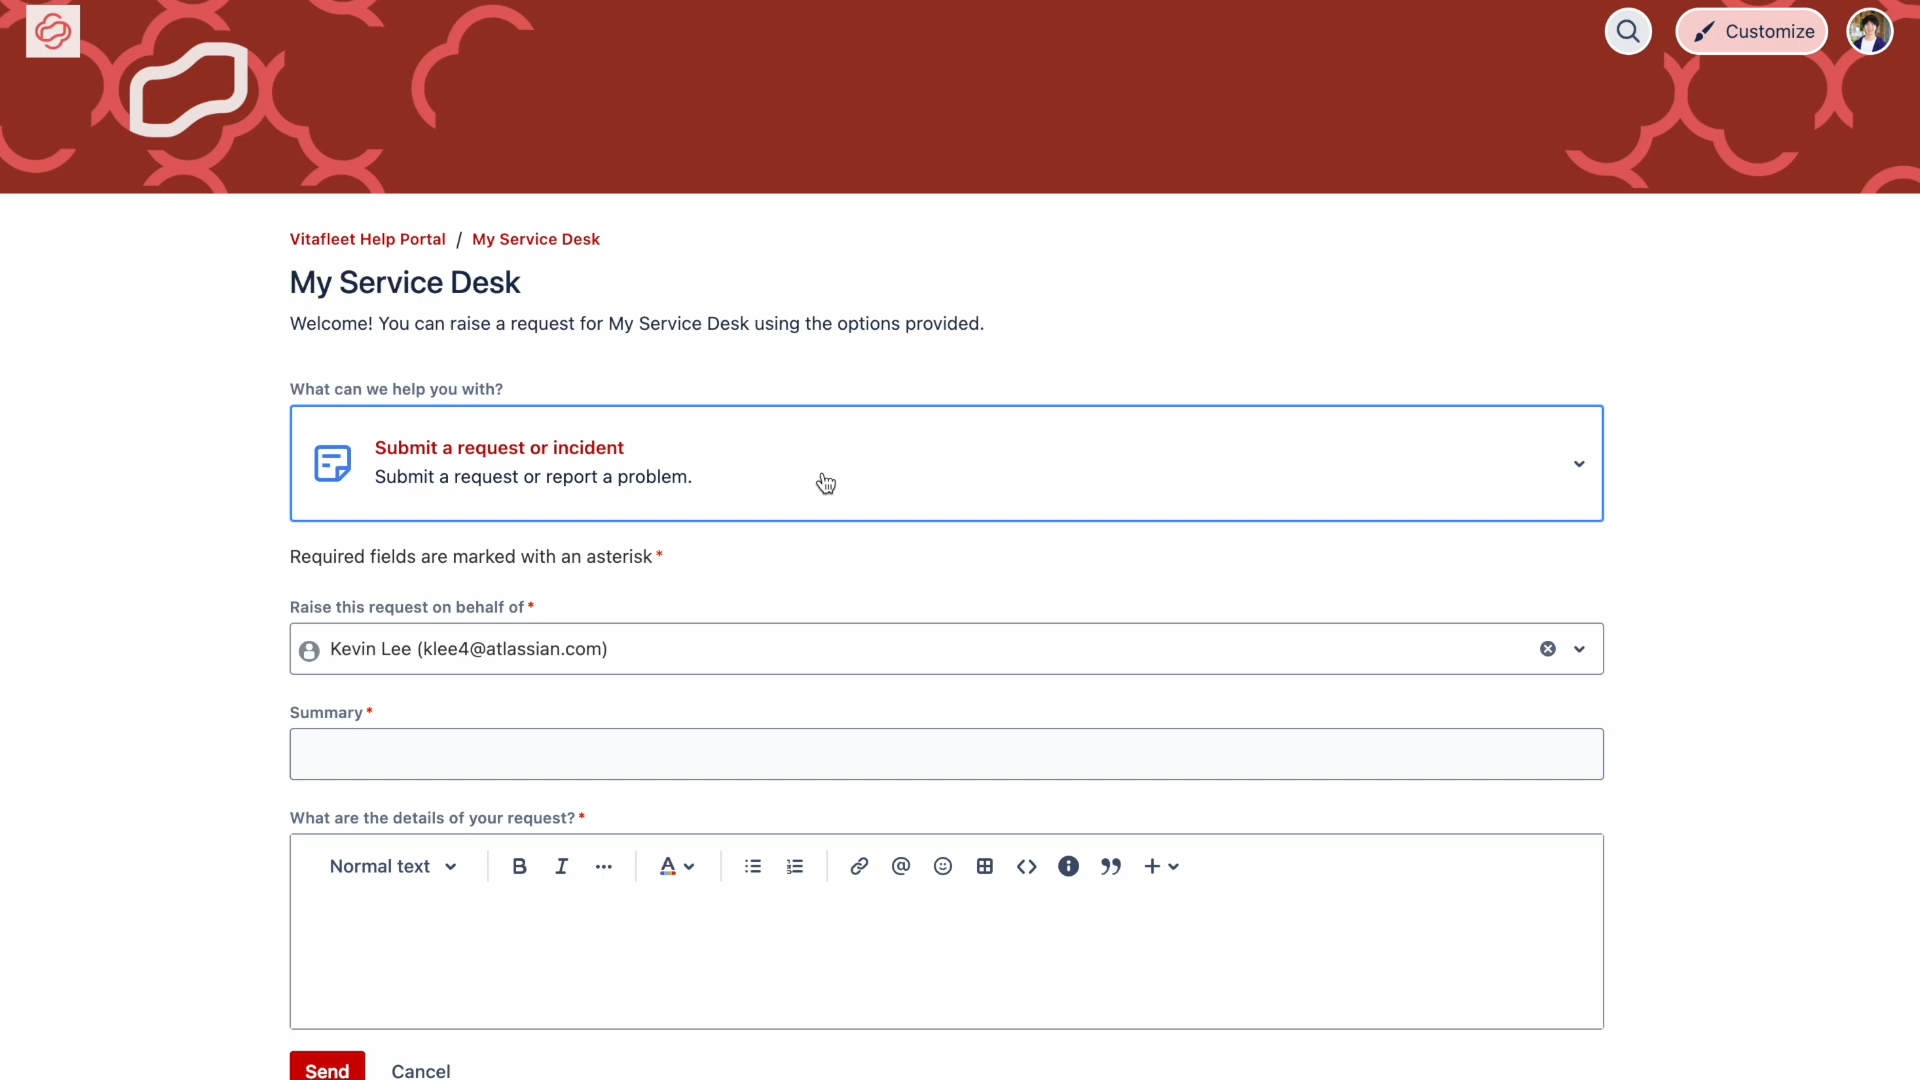 Customize
Vitafleet Help Portal / My Service Desk
My Service Desk
Welcome! You can raise a request for My Service Desk using the options provided.
What can we help you with?
Submit a request or incident
Submit a request or report a problem.
Required fields are marked with an asterisk *
Raise this request on behalf of *
Kevin Lee (klee4@atlassian.com)
Summary *
What are the details of your request? *
Normal text B I ... A @ <> i " +
Send Cancel